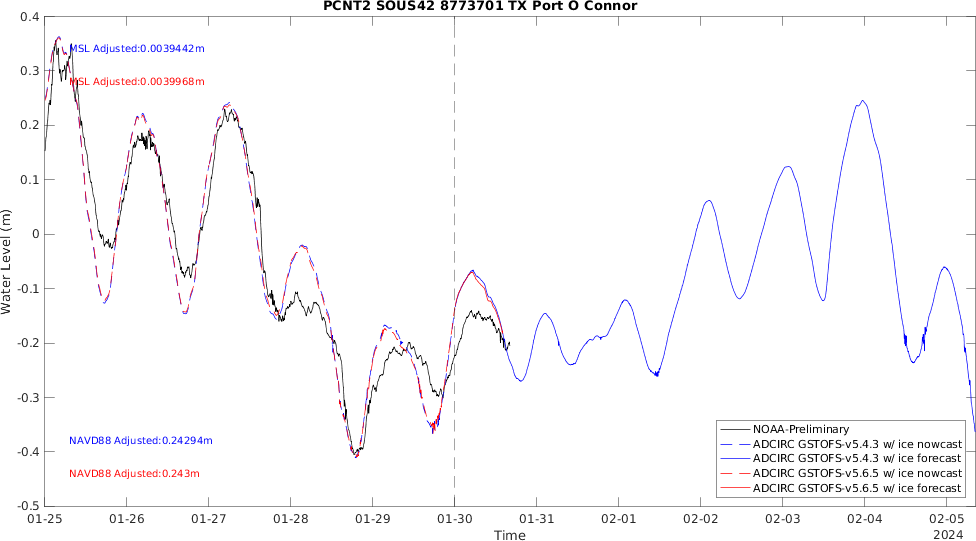 PCNT2 SOUS42 8773701 TX Port O Connor
0.4
0.3
0.2
0.1
0
-0.1
-0.2
-0.3
-0.4
-0.5
Water Level (m)
MSL Adjusted:0.0039442m
MSL Adjusted:0.0039968m
NAVD88 Adjusted:0.24294m
NAVD88 Adjusted:0.243m
NOAA-Preliminary
ADCIRC GSTOFS-v5.4.3 w/ ice nowcast
ADCIRC GSTOFS-v5.4.3 w/ ice forecast
ADCIRC GSTOFS-v5.6.5 w/ ice nowcast
ADCIRC GSTOFS-v5.6.5 w/ ice forecast
01-25 01-26 01-27 01-28 01-29 01-30 01-31 02-01 02-02 02-03 02-04 02-05
Time 2024